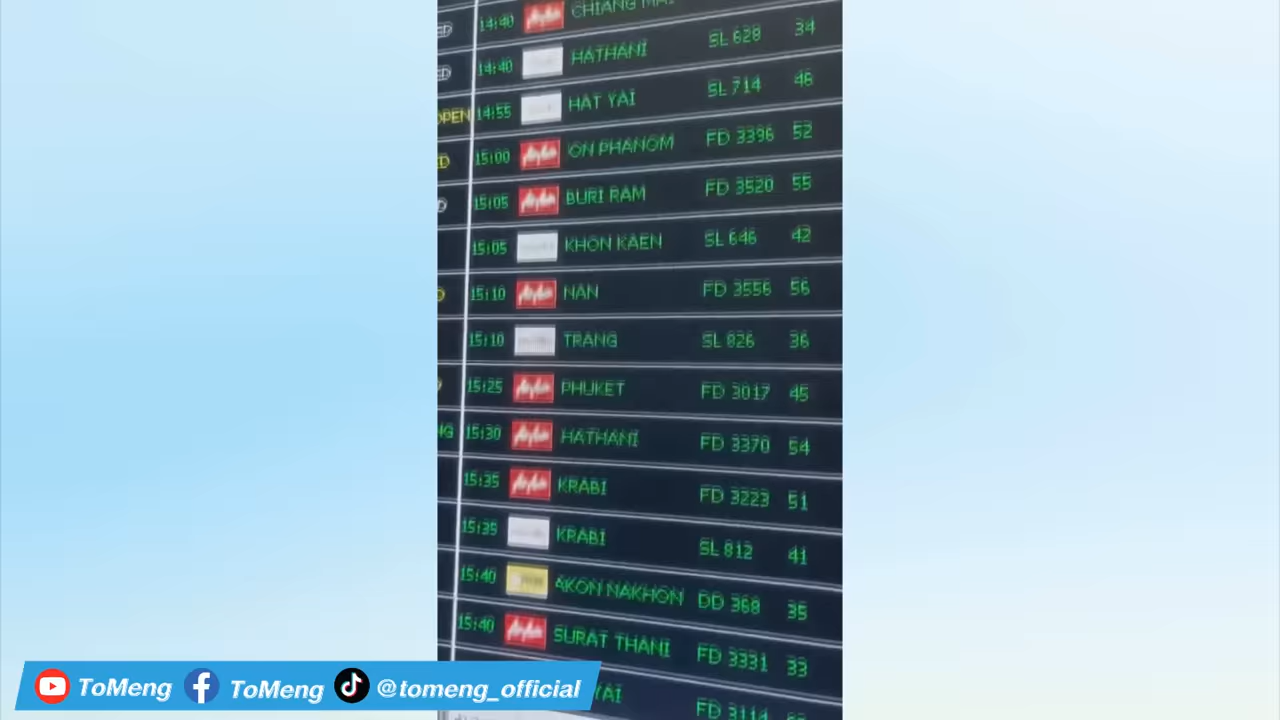 14:40 CHIANG MAI
14:40 HATHANI SL 628 34
OPEN 14:55 HAT YAI SL 714 46
15:00 ON PHANOM FD 3396 52
15:05 BURI RAM FD 3520 55
15:05 KHON KAEN SL 646 42
15:10 NAN FD 3556 56
15:10 TRANG SL 826 36
15:25 PHUKET FD 3017 45
15:30 HATHANI FD 3370 54
15:35 KRABI FD 3223 51
15:35 KRABI SL 812 41
15:40 AKON NAKHON DD 368 35
15:40 SURAT THANI FD 3331 33
YAI FD 3114
ToMeng ToMeng @tomeng_official